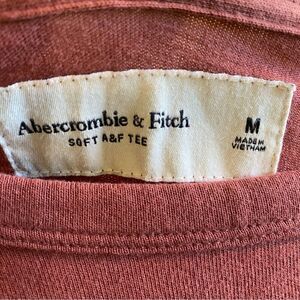 Abercrombie & Fitch
SOFT A&F TEE
M
MADE IN
VIETNAM